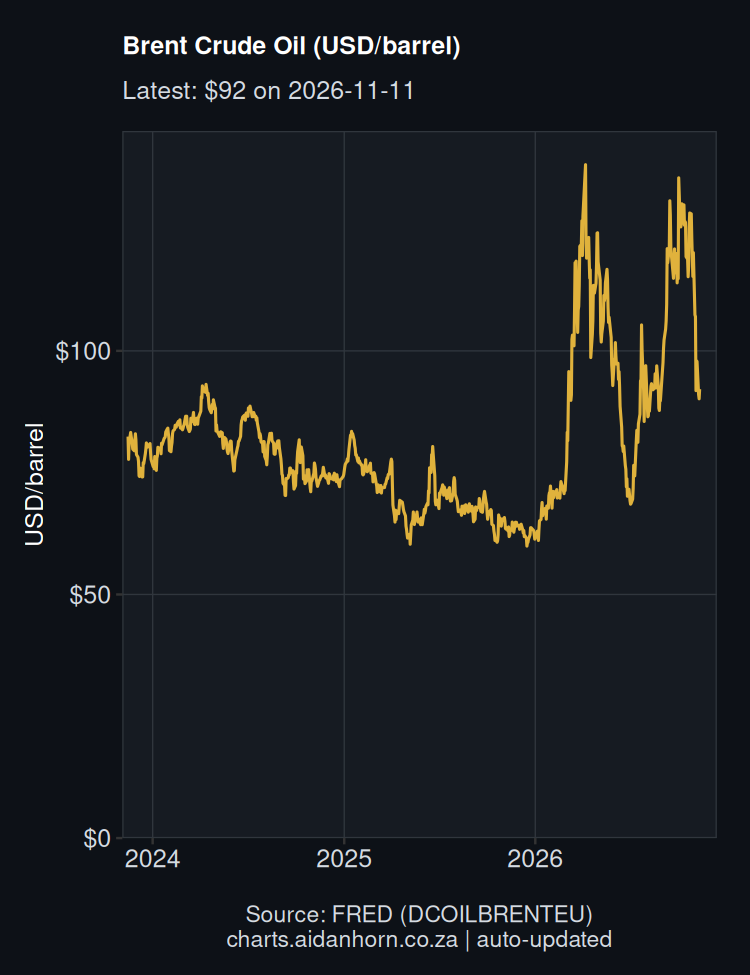 Brent Crude Oil (USD/barrel)
Latest: $92 on 2026-11-11
USD/barrel
$100
$50
$0
2024
2025
2026
Source: FRED (DCOILBRENTEU)
charts.aidanhorn.co.za | auto-updated